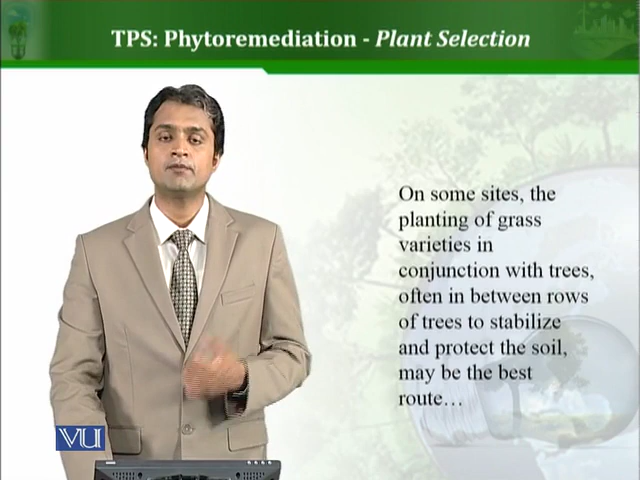 TPS: Phytoremediation - Plant Selection
On some sites, the
planting of grass
varieties in
conjunction with trees,
often in between rows
of trees to stabilize
and protect the soil,
may be the best
route…
VU